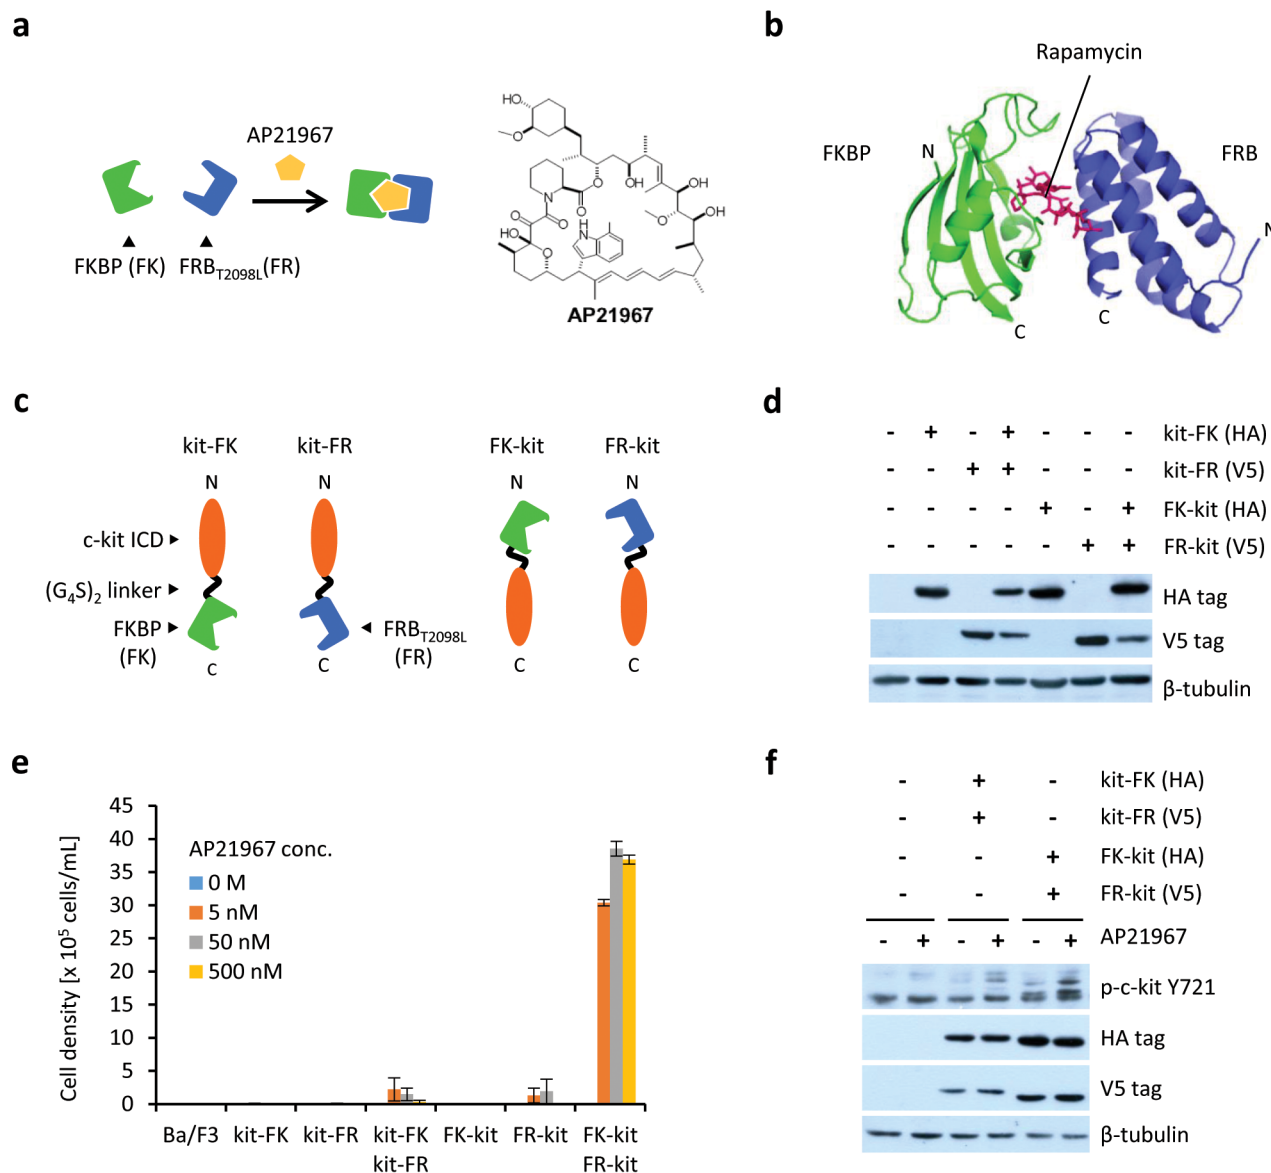 a
AP21967
FKBP (FK)
FRB_T2098L(FR)
HO
O
O
OH
OH
OH
O
N
O
O
O
HO
O
H
N
AP21967
b
Rapamycin
FKBP
N
FRB
N
C
C
c
kit-FK
kit-FR
FK-kit
FR-kit
N
N
N
N
c-kit ICD
(G₄S)₂ linker
FKBP
(FK)
FRB_T2098L
(FR)
C
C
C
C
d
- + - + - - - kit-FK (HA)
- - + + - - - kit-FR (V5)
- - - - + - + FK-kit (HA)
- - - - - + + FR-kit (V5)
HA tag
V5 tag
β-tubulin
e
Cell density [x 10⁵ cells/mL]
45
40
35
30
25
20
15
10
5
0
AP21967 conc.
0 M
5 nM
50 nM
500 nM
Ba/F3
kit-FK
kit-FR
kit-FK
kit-FR
FK-kit
FR-kit
FK-kit
FR-kit
f
- + - kit-FK (HA)
- + - kit-FR (V5)
- - + FK-kit (HA)
- - + FR-kit (V5)
- + - + - + AP21967
p-c-kit Y721
HA tag
V5 tag
β-tubulin